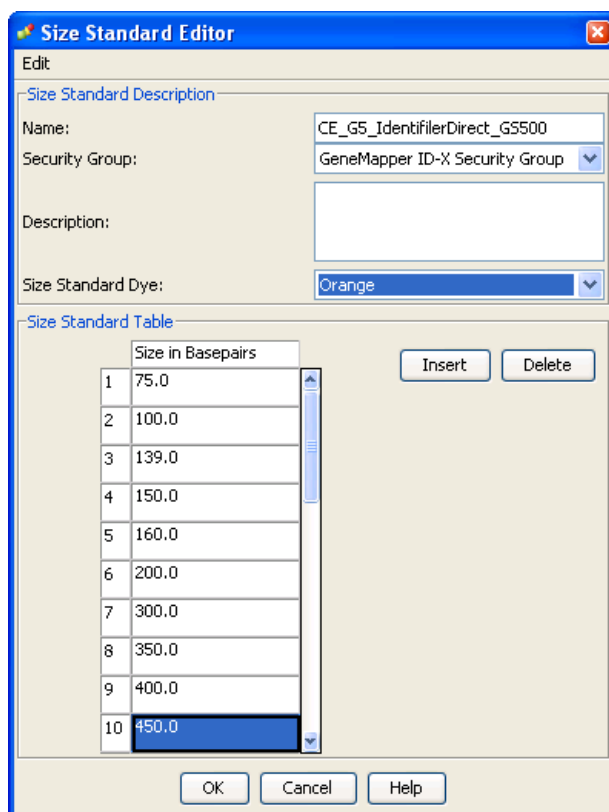 Size Standard Editor
Edit
Size Standard Description
Name: CE_G5_IdentifilerDirect_GS500
Security Group: GeneMapper ID-X Security Group
Description:
Size Standard Dye: Orange
Size Standard Table
Size in Basepairs
Insert Delete
1 75.0
2 100.0
3 139.0
4 150.0
5 160.0
6 200.0
7 300.0
8 350.0
9 400.0
10 450.0
OK Cancel Help